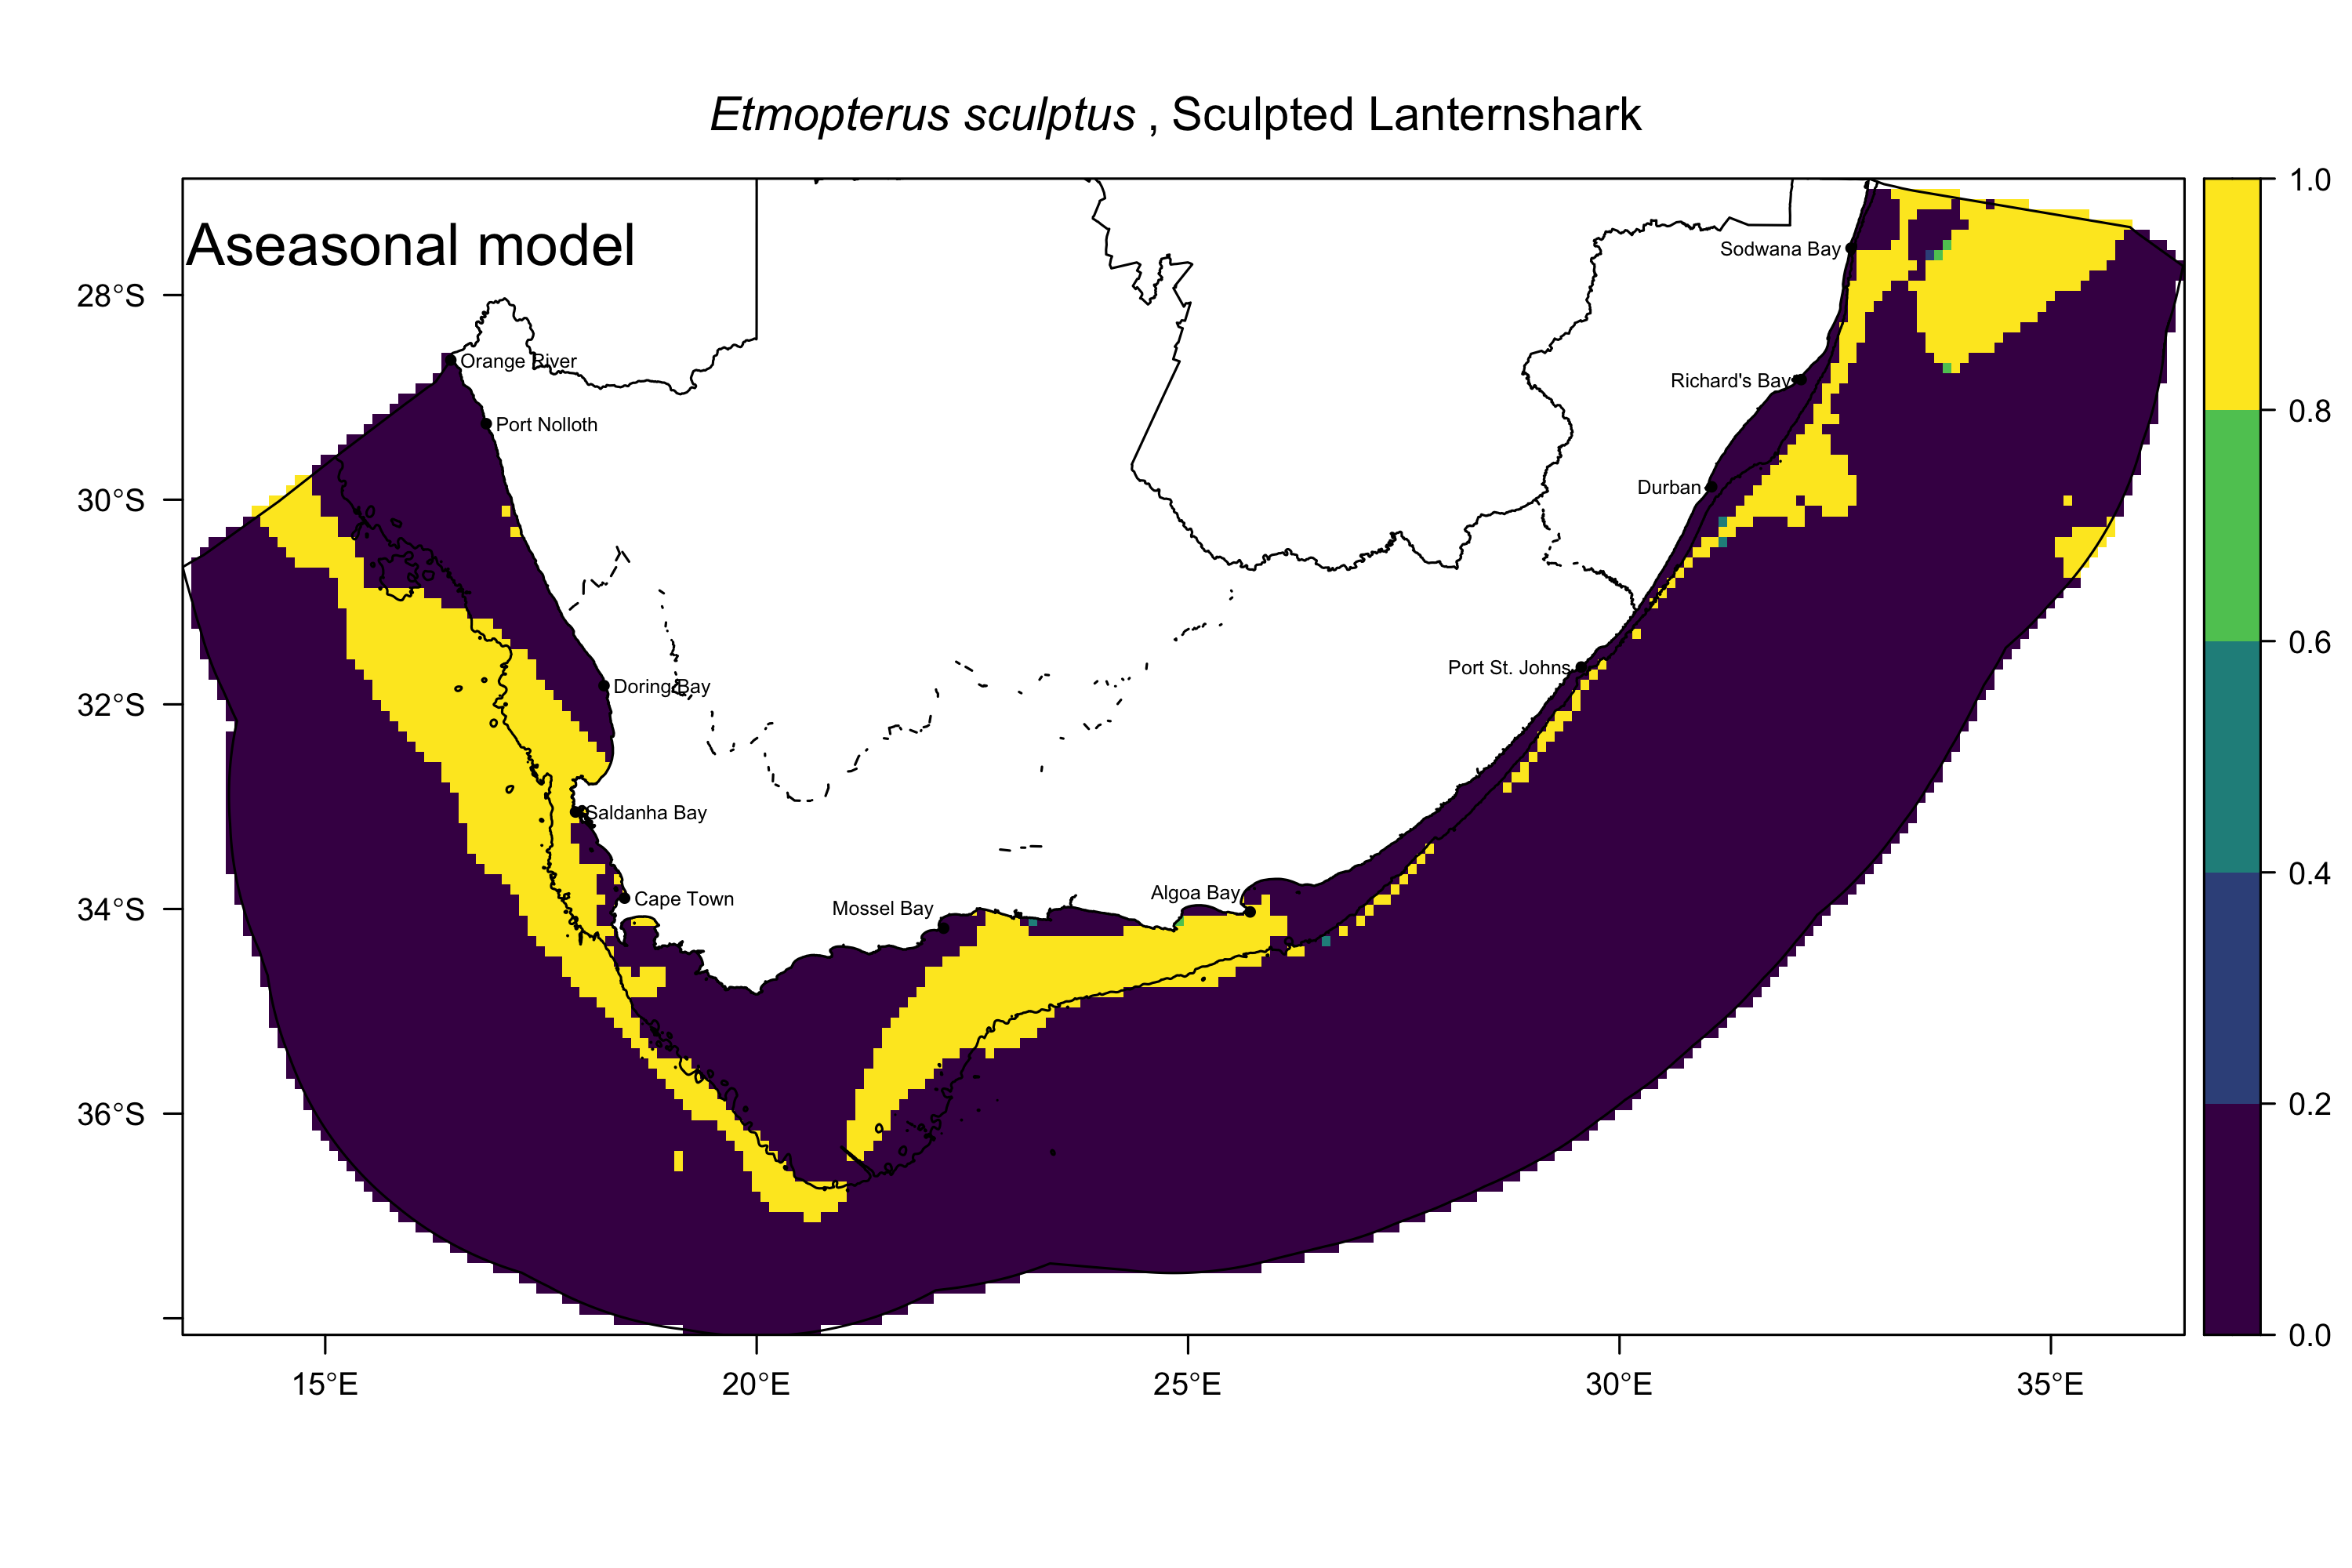 Etmopterus sculptus , Sculpted Lanternshark
Aseasonal model
1.0
0.8
0.6
0.4
0.2
0.0
28°S
30°S
32°S
34°S
36°S
15°E
20°E
25°E
30°E
35°E
Sodwana Bay
Orange River
Richard's Bay
Port Nolloth
Durban
Port St. Johns
Doring Bay
Saldanha Bay
Cape Town
Mossel Bay
Algoa Bay